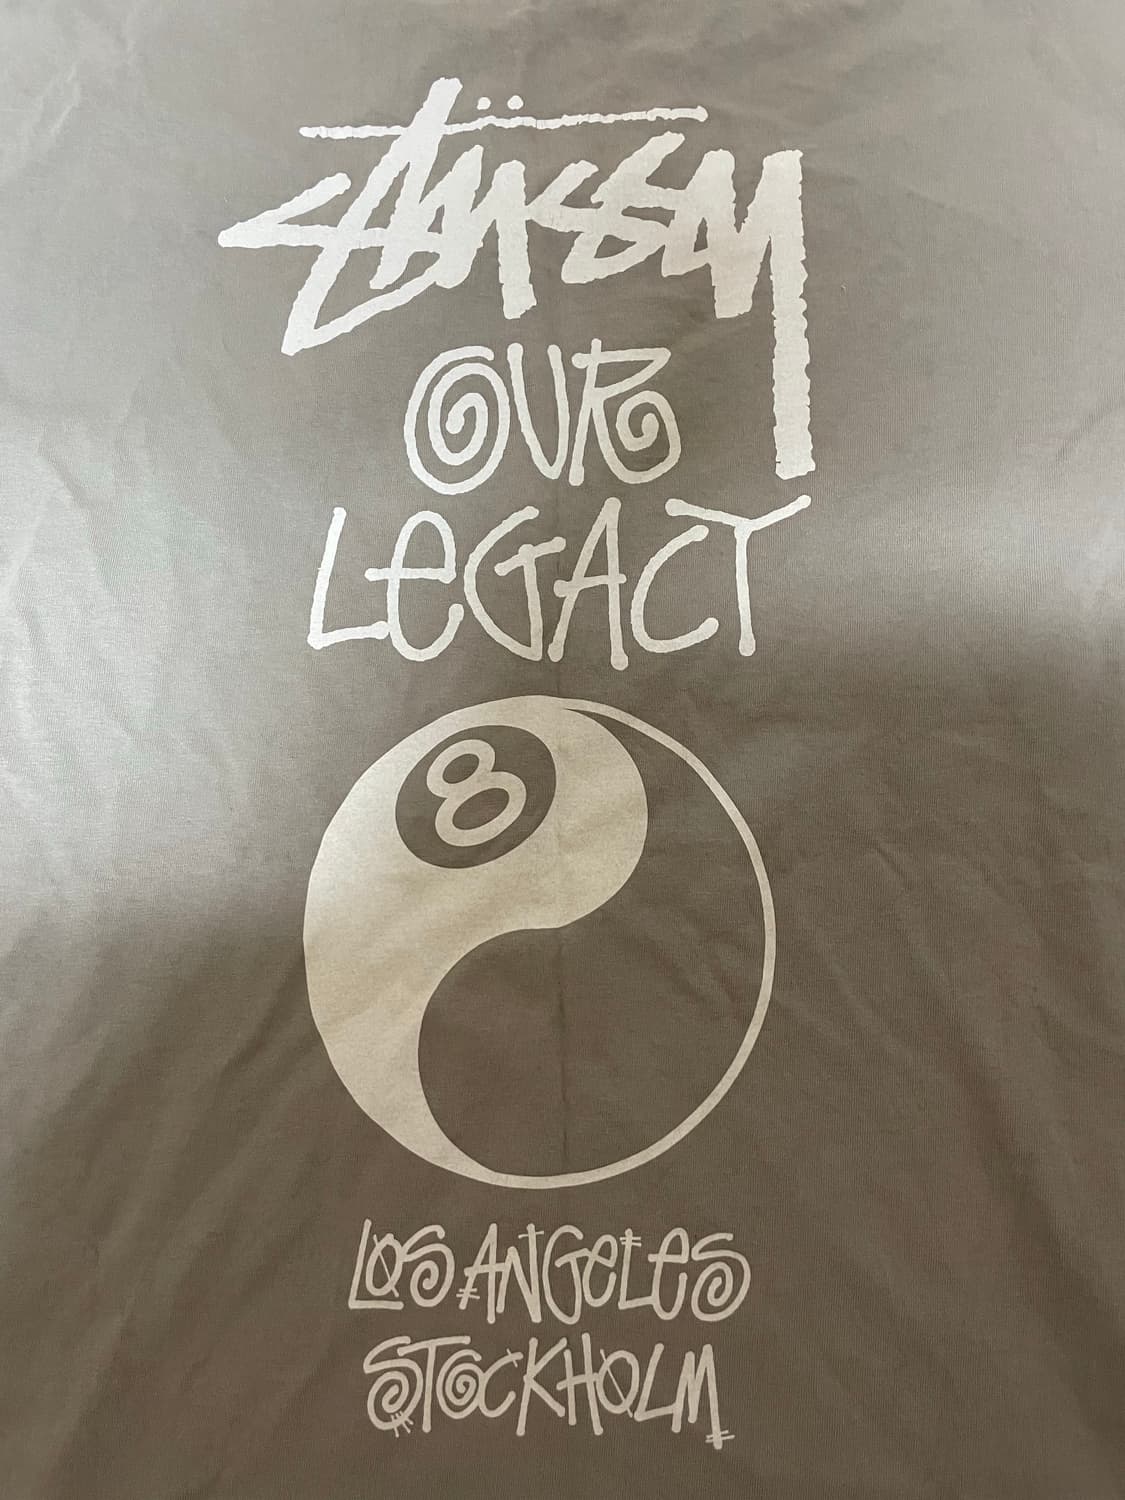 Stüssy
OUR
LeGACY
8
LOS ANGeLeS
STOCKHOLM